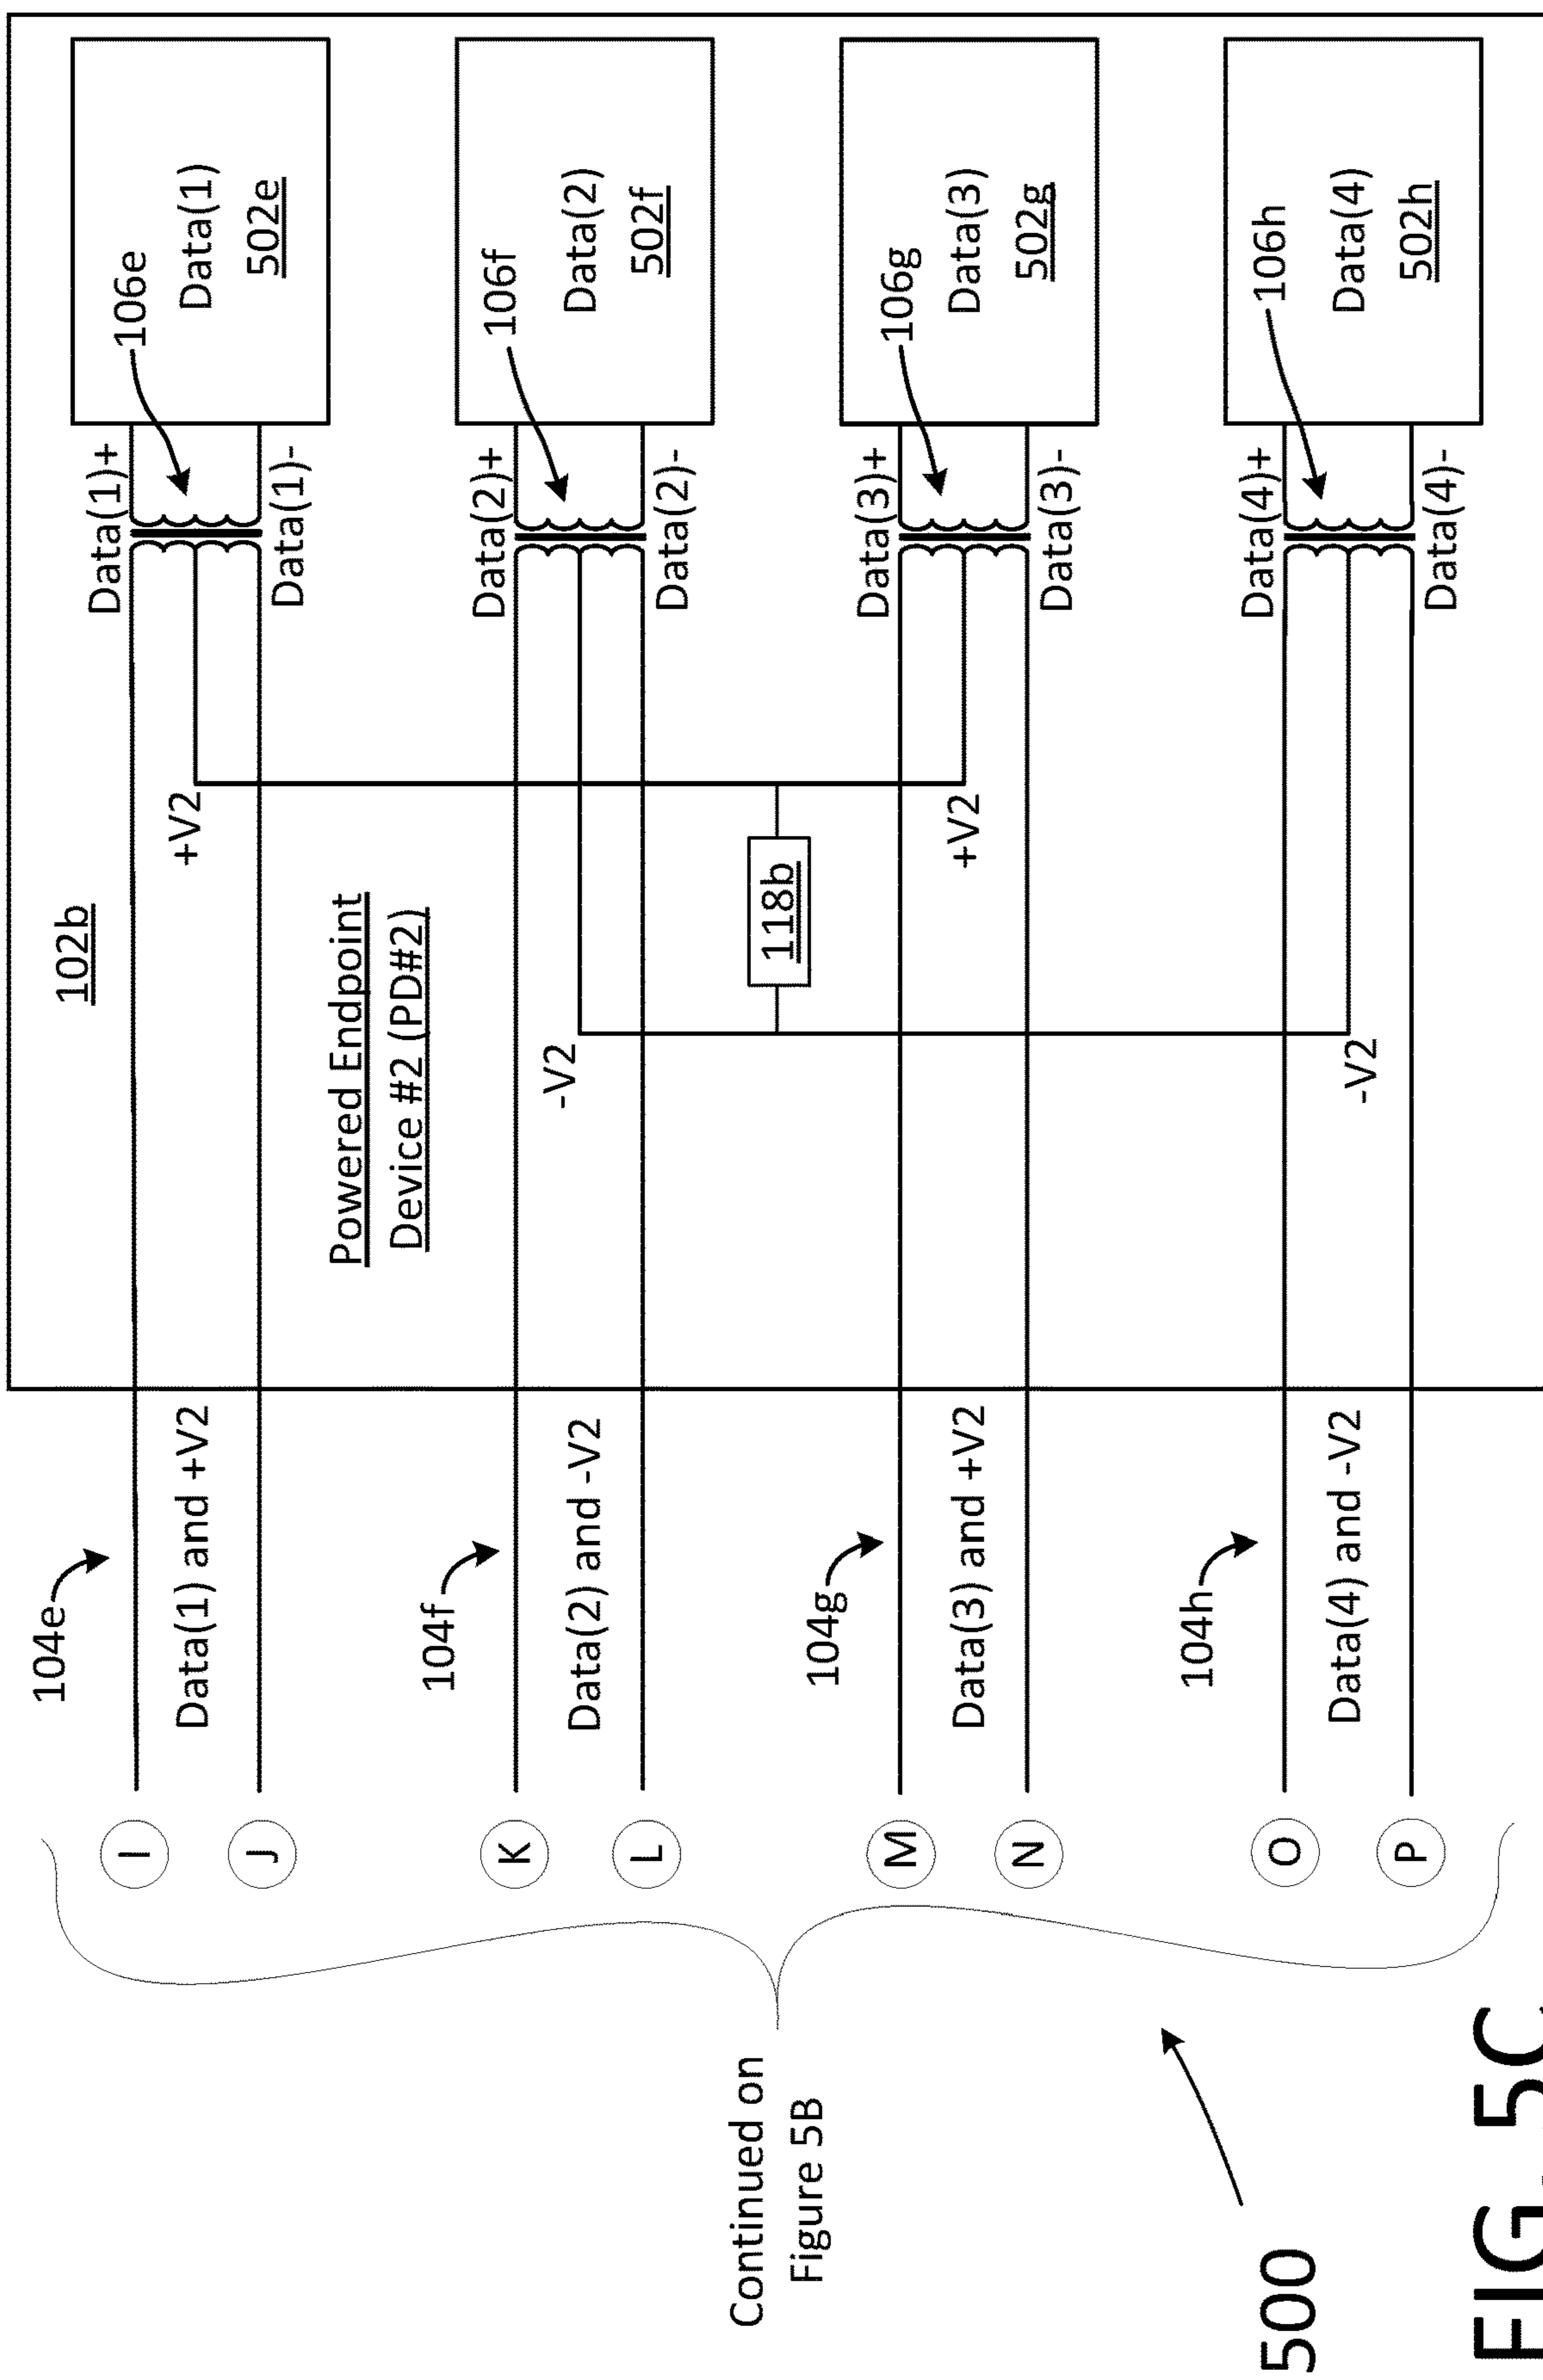 102b
Powered Endpoint
Device #2 (PD#2)
104e
I
J
Data(1) and +V2
+V2
Data(1)+
Data(1)-
106e
Data(1)
502e
104f
K
L
Data(2) and -V2
-V2
Data(2)+
Data(2)-
106f
Data(2)
502f
118b
104g
M
N
Data(3) and +V2
+V2
Data(3)+
Data(3)-
106g
Data(3)
502g
104h
O
P
Data(4) and -V2
-V2
Data(4)+
Data(4)-
106h
Data(4)
502h
Continued on
Figure 5B
500
FIG. 5C